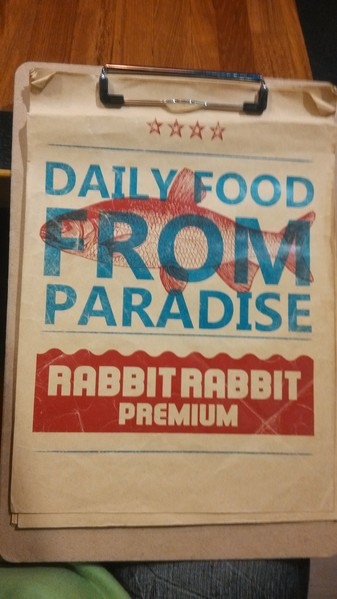 DAILY FOOD
FROM
PARADISE
RABBIT RABBIT
PREMIUM